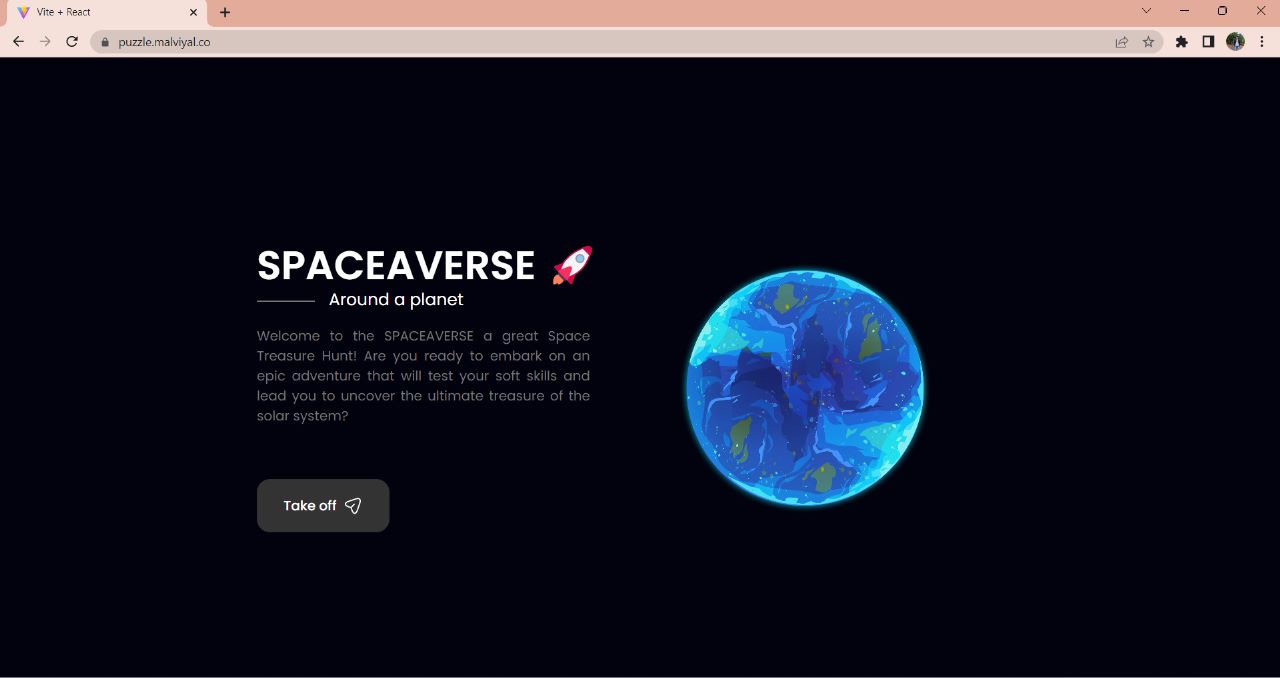 Vite + React
puzzle.malviyal.co
SPACEAVERSE
Around a planet
Welcome to the SPACEAVERSE a great Space
Treasure Hunt! Are you ready to embark on an
epic adventure that will test your soft skills and
lead you to uncover the ultimate treasure of the
solar system?
Take off